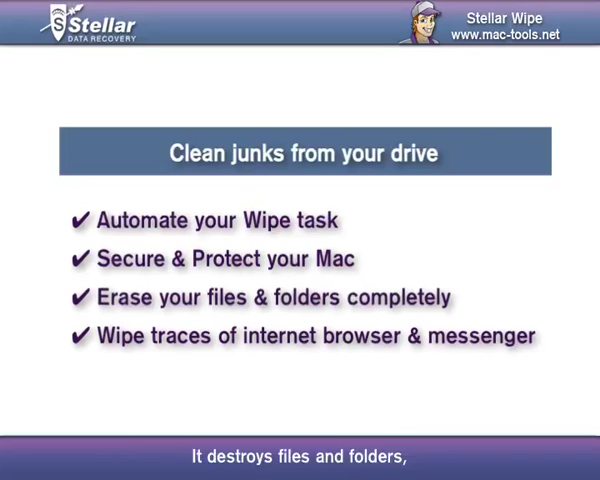 Stellar
DATA RECOVERY
Stellar Wipe
www.mac-tools.net
Clean junks from your drive
✔ Automate your Wipe task
✔ Secure & Protect your Mac
✔ Erase your files & folders completely
✔ Wipe traces of internet browser & messenger
It destroys files and folders,